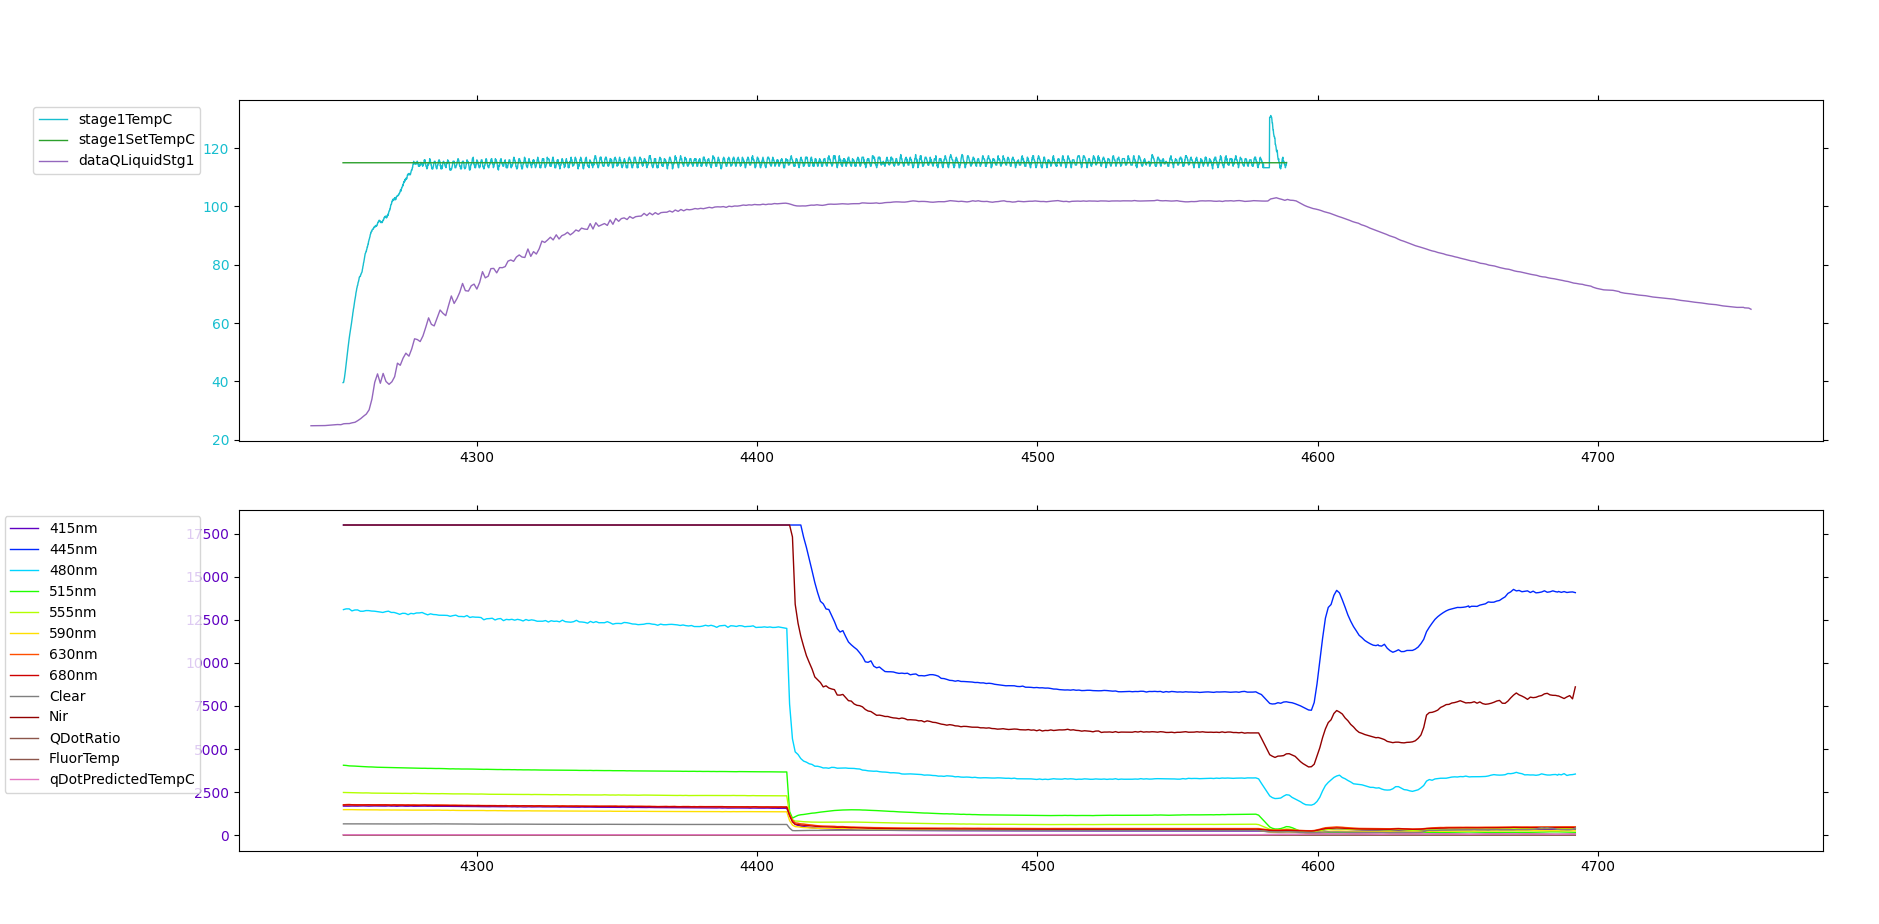 stage1TempC
stage1SetTempC
dataQLiquidStg1
120
100
80
60
40
20
4300 4400 4500 4600 4700
415nm
445nm
480nm
515nm
555nm
590nm
630nm
680nm
Clear
Nir
QDotRatio
FluorTemp
qDotPredictedTempC
17500
15000
12500
10000
7500
5000
2500
0
4300 4400 4500 4600 4700